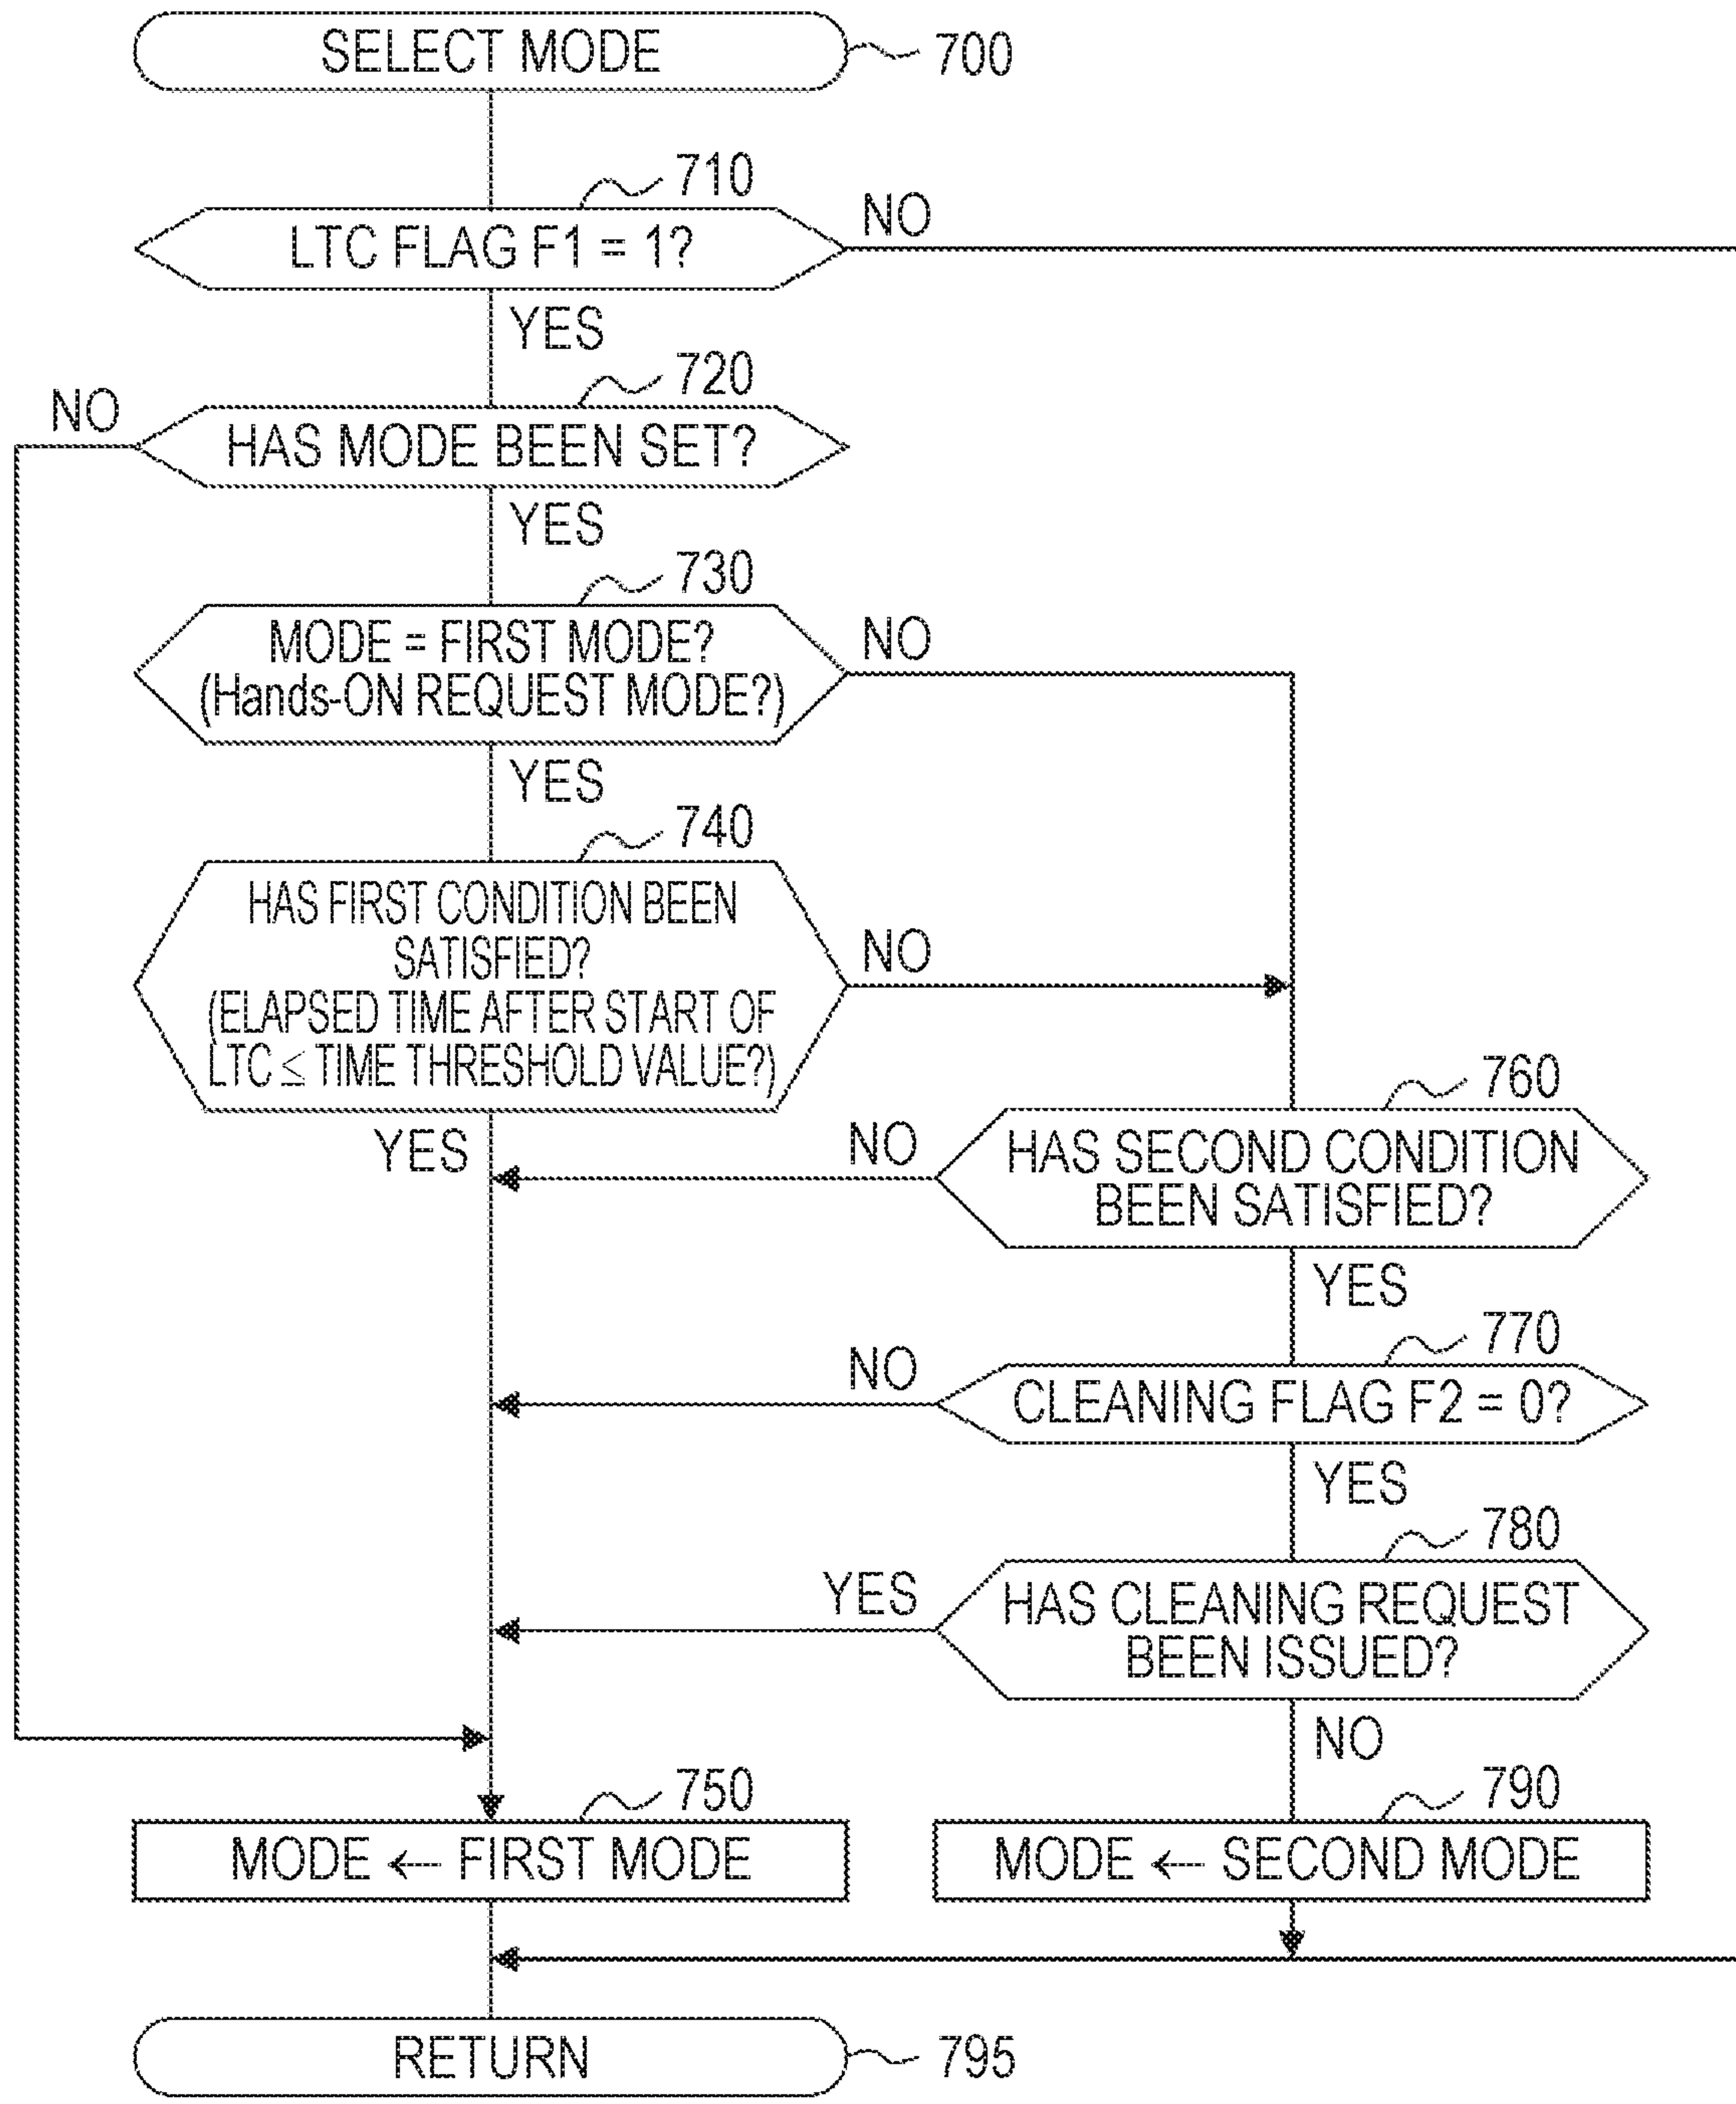 SELECT MODE
700
710
LTC FLAG F1 = 1?
NO
YES
720
NO
HAS MODE BEEN SET?
YES
730
MODE = FIRST MODE?
(Hands-ON REQUEST MODE?)
NO
YES
740
HAS FIRST CONDITION BEEN
SATISFIED?
(ELAPSED TIME AFTER START OF
LTC ≤ TIME THRESHOLD VALUE?)
NO
YES
760
HAS SECOND CONDITION
BEEN SATISFIED?
NO
YES
770
CLEANING FLAG F2 = 0?
NO
YES
780
HAS CLEANING REQUEST
BEEN ISSUED?
YES
NO
750
MODE ← FIRST MODE
790
MODE ← SECOND MODE
RETURN
795